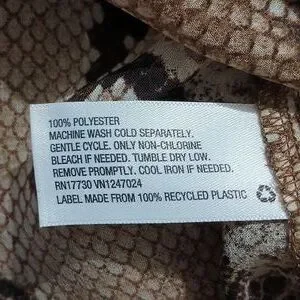 100% POLYESTER
MACHINE WASH COLD SEPARATELY.
GENTLE CYCLE. ONLY NON-CHLORINE
BLEACH IF NEEDED. TUMBLE DRY LOW.
REMOVE PROMPTLY. COOL IRON IF NEEDED.
RN17730 VN1247024
LABEL MADE FROM 100% RECYCLED PLASTIC